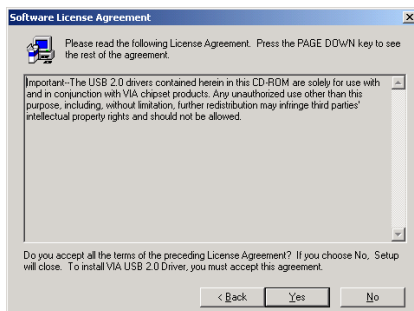 Software License Agreement
Please read the following License Agreement. Press the PAGE DOWN key to see
the rest of the agreement.
Important--The USB 2.0 drivers contained herein in this CD-ROM are solely for use with
and in conjunction with VIA chipset products. Any unauthorized use other than this
purpose, including, without limitation, further redistribution may infringe third parties'
intellectual property rights and should not be allowed.
Do you accept all the terms of the preceding License Agreement? If you choose No, Setup
will close. To install VIA USB 2.0 Driver, you must accept this agreement.
< Back Yes No